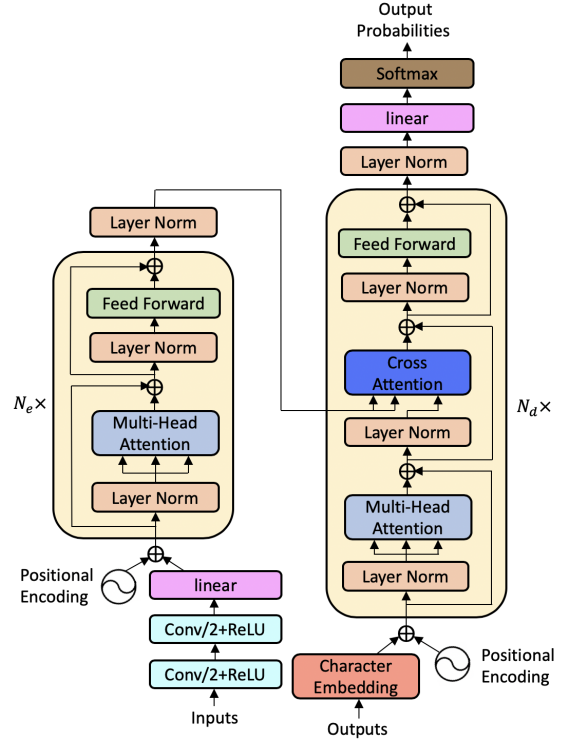 Output
Probabilities
Softmax
linear
Layer Norm
Feed Forward
Layer Norm
Cross
Attention
Layer Norm
Multi-Head
Attention
Layer Norm
N_d×
Positional
Encoding
Character
Embedding
Outputs
Layer Norm
Feed Forward
Layer Norm
Multi-Head
Attention
Layer Norm
N_e×
Positional
Encoding
linear
Conv/2+ReLU
Conv/2+ReLU
Inputs